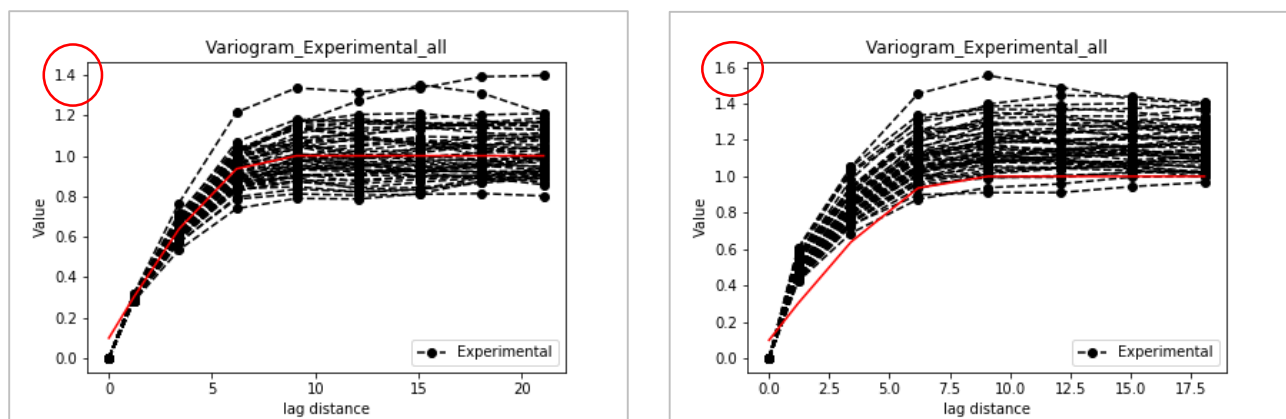 Variogram_Experimental_all
1.4
1.2
1.0
0.8
0.6
0.4
0.2
0.0
Value
Experimental
0 5 10 15 20
lag distance
Variogram_Experimental_all
1.6
1.4
1.2
1.0
0.8
0.6
0.4
0.2
0.0
Value
Experimental
0.0 2.5 5.0 7.5 10.0 12.5 15.0 17.5
lag distance